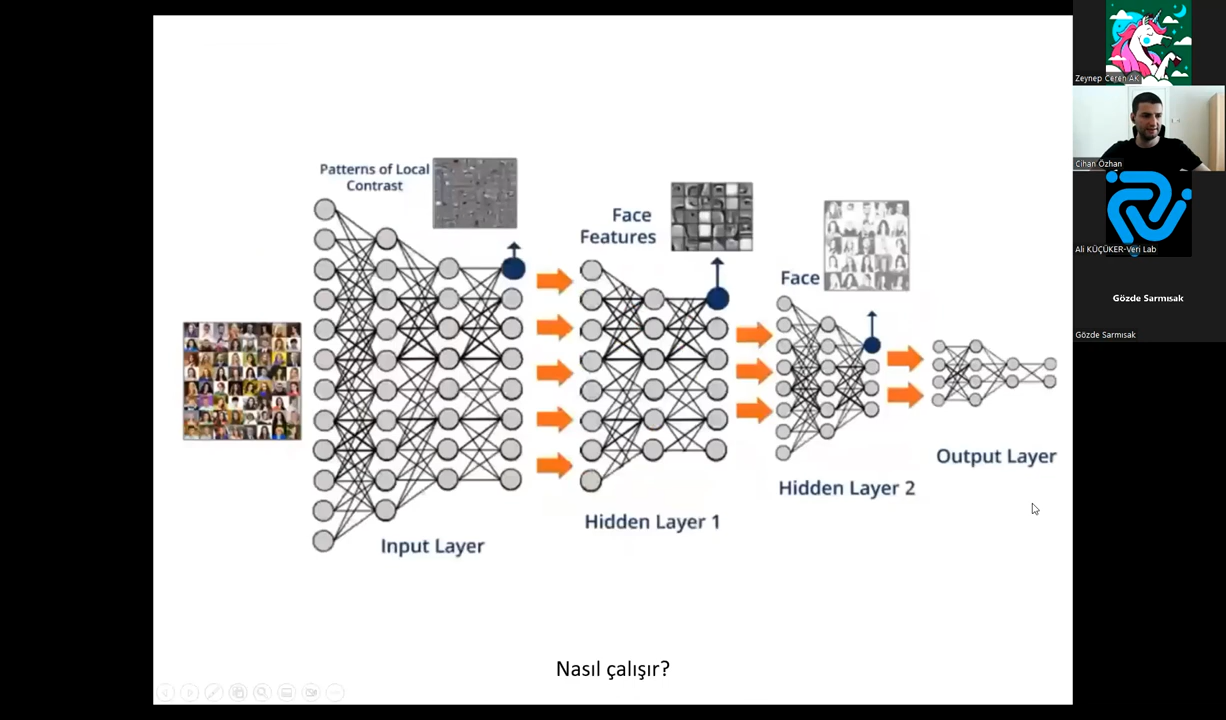 Patterns of Local
Contrast
Face
Features
Face
Input Layer
Hidden Layer 1
Hidden Layer 2
Output Layer
Nasıl çalışır?
Zeynep Ceren AK
Cihan Özhan
Ali KÜÇÜKER-Veri Lab
Gözde Sarmısak
Gözde Sarmısak